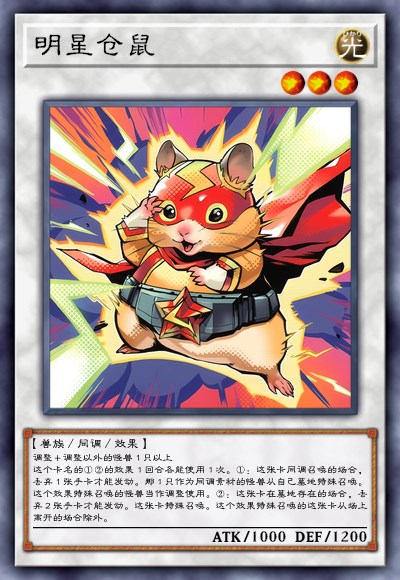 明星仓鼠
光
【兽族/同调/效果】
调整+调整以外的怪兽1只以上
这个卡名的①②的效果1回合各能使用1次。①：这张卡同调召唤的场合，
丢弃1张手卡才能发动。那1只作为同调素材的怪兽从自己墓地特殊召唤。
这个效果特殊召唤的怪兽当作调整使用。②：这张卡在墓地存在的场合，丢
弃2张手卡才能发动。这张卡特殊召唤。这个效果特殊召唤的这张卡从场上
离开的场合除外。
ATK/1000 DEF/1200